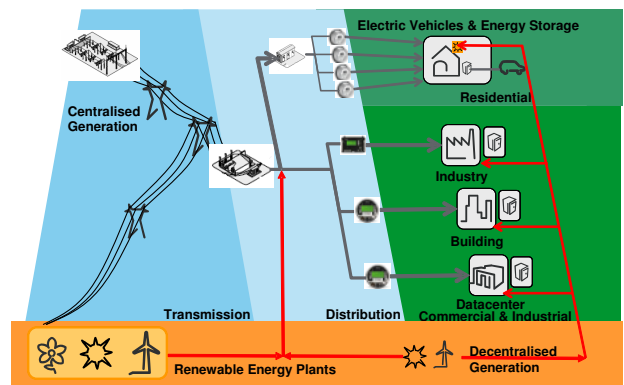 Electric Vehicles & Energy Storage
Centralised
Generation
Residential
Industry
Building
Datacenter
Transmission
Distribution
Commercial & Industrial
Renewable Energy Plants
Decentralised
Generation